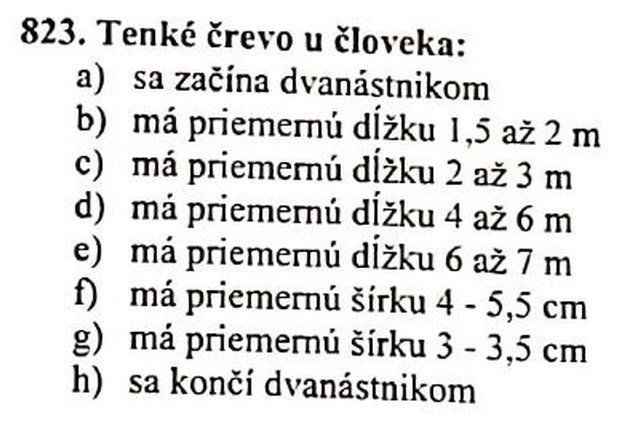 823. Tenké črevo u človeka:
a) sa začína dvanástnikom
b) má priemernú dĺžku 1,5 až 2 m
c) má priemernú dĺžku 2 až 3 m
d) má priemernú dĺžku 4 až 6 m
e) má priemernú dĺžku 6 až 7 m
f) má priemernú šírku 4 - 5,5 cm
g) má priemernú šírku 3 - 3,5 cm
h) sa končí dvanástnikom